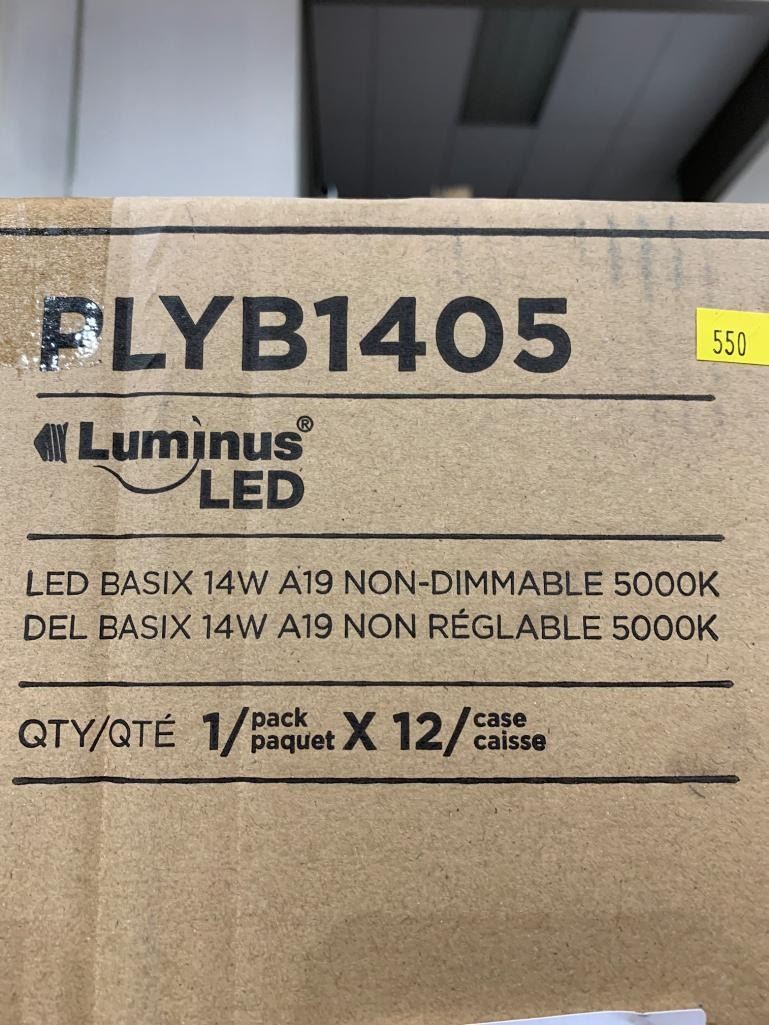 PLYB1405
550
Luminus®
LED
LED BASIX 14W A19 NON-DIMMABLE 5000K
DEL BASIX 14W A19 NON RÉGLABLE 5000K
QTY/QTÉ 1/pack paquet X 12/case caisse